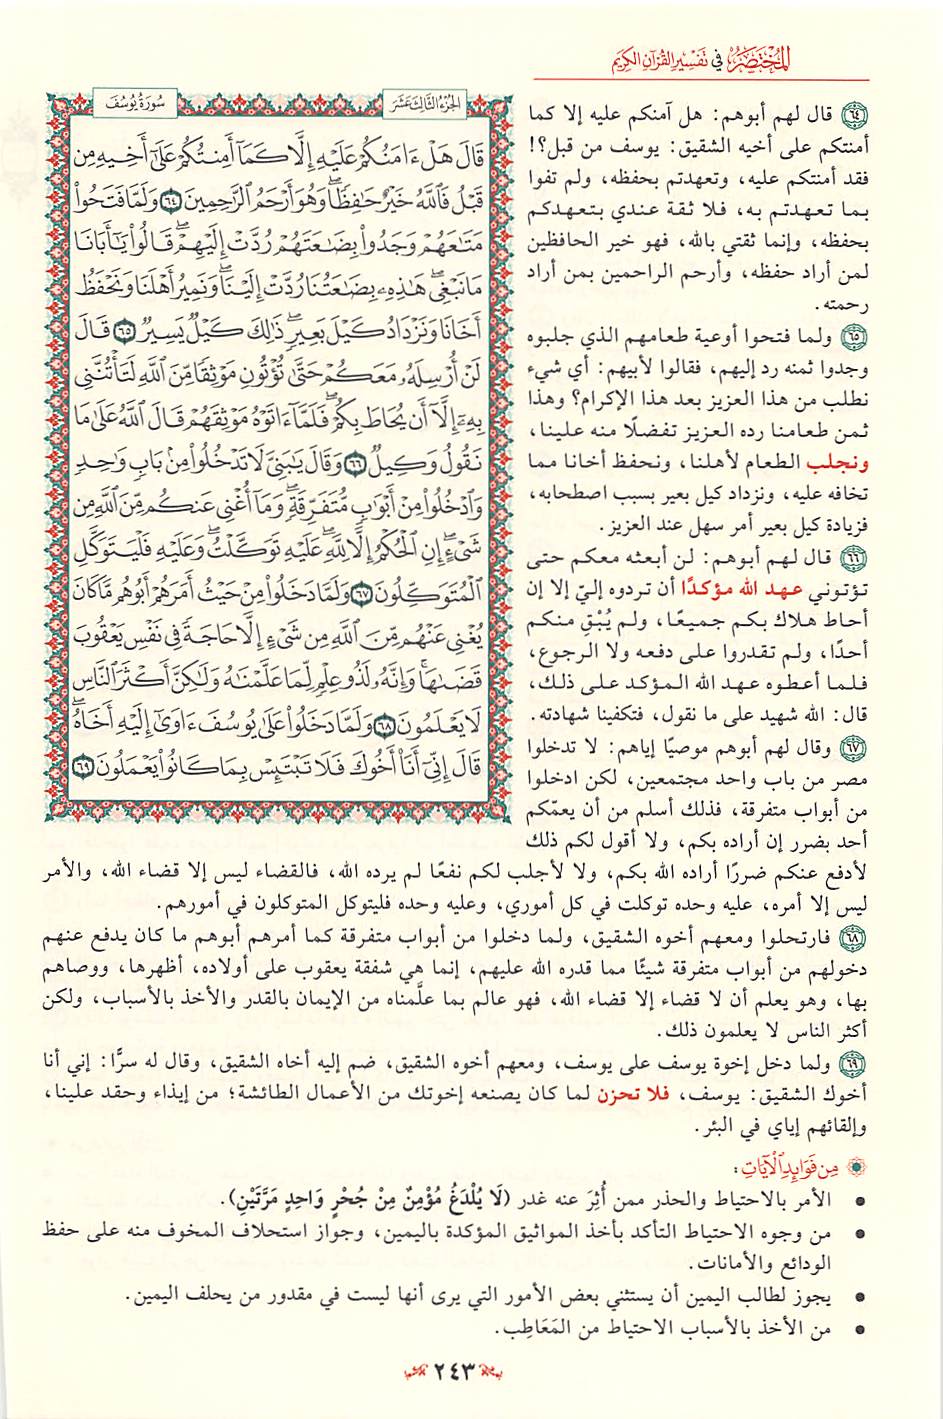 المختصر في تفسير القرآن الكريم
الجزء الثالث عشر
سورة يوسف
قَالَ هَلْ ءَامَنُكُمْ عَلَيْهِ إِلَّا كَمَآ أَمِنتُكُمْ عَلَىٰٓ أَخِيهِ مِن
قَبْلُ فَٱللَّهُ خَيْرٌ حَٰفِظًاۖ وَهُوَ أَرْحَمُ ٱلرَّٰحِمِينَ ٦٤ وَلَمَّا فَتَحُوا۟
مَتَٰعَهُمْ وَجَدُوا۟ بِضَٰعَتَهُمْ رُدَّتْ إِلَيْهِمْۖ قَالُوا۟ يَٰٓأَبَانَا
مَا نَبْغِىۖ هَٰذِهِۦ بِضَٰعَتُنَا رُدَّتْ إِلَيْنَاۖ وَنَمِيرُ أَهْلَنَا وَنَحْفَظُ
أَخَانَا وَنَزْدَادُ كَيْلَ بَعِيرٍۖ ذَٰلِكَ كَيْلٌ يَسِيرٌ ٦٥ قَالَ
لَنْ أُرْسِلَهُۥ مَعَكُمْ حَتَّىٰ تُؤْتُونِ مَوْثِقًا مِّنَ ٱللَّهِ لَتَأْتُنَّنِى
بِهِۦٓ إِلَّآ أَن يُحَاطَ بِكُمْۖ فَلَمَّآ ءَاتَوْهُ مَوْثِقَهُمْ قَالَ ٱللَّهُ عَلَىٰ مَا
نَقُولُ وَكِيلٌ ٦٦ وَقَالَ يَٰبَنِىَّ لَا تَدْخُلُوا۟ مِنۢ بَابٍ وَٰحِدٍ
وَٱدْخُلُوا۟ مِنْ أَبْوَٰبٍ مُّتَفَرِّقَةٍۖ وَمَآ أُغْنِى عَنكُم مِّنَ ٱللَّهِ مِن
شَىْءٍۖ إِنِ ٱلْحُكْمُ إِلَّا لِلَّهِۖ عَلَيْهِ تَوَكَّلْتُۖ وَعَلَيْهِ فَلْيَتَوَكَّلِ
ٱلْمُتَوَكِّلُونَ ٦٧ وَلَمَّا دَخَلُوا۟ مِنْ حَيْثُ أَمَرَهُمْ أَبُوهُم مَّا كَانَ
يُغْنِى عَنْهُم مِّنَ ٱللَّهِ مِن شَىْءٍ إِلَّا حَاجَةً فِى نَفْسِ يَعْقُوبَ
قَضَىٰهَاۚ وَإِنَّهُۥ لَذُو عِلْمٍ لِّمَا عَلَّمْنَٰهُ وَلَٰكِنَّ أَكْثَرَ ٱلنَّاسِ
لَا يَعْلَمُونَ ٦٨ وَلَمَّا دَخَلُوا۟ عَلَىٰ يُوسُفَ ءَاوَىٰٓ إِلَيْهِ أَخَاهُۖ
قَالَ إِنِّىٓ أَنَا۠ أَخُوكَ فَلَا تَبْتَئِسْ بِمَا كَانُوا۟ يَعْمَلُونَ ٦٩
٦٤ قال لهم أبوهم: هل آمنكم عليه إلا كما
أمنتكم على أخيه الشقيق: يوسف من قبل؟!
فقد أمنتكم عليه، وتعهدتم بحفظه، ولم تفوا
بما تعهدتم به، فلا ثقة عندي بتعهدكم
بحفظه، وإنما ثقتي بالله، فهو خير الحافظين
لمن أراد حفظه، وأرحم الراحمين بمن أراد
رحمته.
٦٥ ولما فتحوا أوعية طعامهم الذي جلبوه
وجدوا ثمنه رد إليهم، فقالوا لأبيهم: أي شيء
نطلب من هذا العزيز بعد هذا الإكرام؟ وهذا
ثمن طعامنا رده العزيز تفضلًا منه علينا،
ونجلب الطعام لأهلنا، ونحفظ أخانا مما
تخافه عليه، ونزداد كيل بعير بسبب اصطحابه،
فزيادة كيل بعير أمر سهل عند العزيز.
٦٦ قال لهم أبوهم: لن أبعثه معكم حتى
تؤتوني عهد الله مؤكدًا أن تردوه إليّ إلا إن
أحاط هلاك بكم جميعًا، ولم يُبْقِ منكم
أحدًا، ولم تقدروا على دفعه ولا الرجوع،
فلما أعطوه عهد الله المؤكد على ذلك،
قال: الله شهيد على ما نقول، فتكفينا شهادته.
٦٧ وقال لهم أبوهم موصيًا إياهم: لا تدخلوا
مصر من باب واحد مجتمعين، لكن ادخلوا
من أبواب متفرقة، فذلك أسلم من أن يعمّكم
أحد بضرر إن أراده بكم، ولا أقول لكم ذلك
لأدفع عنكم ضررًا أراده الله بكم، ولا لأجلب لكم نفعًا لم يرده الله، فالقضاء ليس إلا قضاء الله، والأمر
ليس إلا أمره، عليه وحده توكلت في كل أموري، وعليه وحده فليتوكل المتوكلون في أمورهم.
٦٨ فارتحلوا ومعهم أخوه الشقيق، ولما دخلوا من أبواب متفرقة كما أمرهم أبوهم ما كان يدفع عنهم
دخولهم من أبواب متفرقة شيئًا مما قدره الله عليهم، إنما هي شفقة يعقوب على أولاده، أظهرها، ووصاهم
بها، وهو يعلم أن لا قضاء إلا قضاء الله، فهو عالم بما علَّمناه من الإيمان بالقدر والأخذ بالأسباب، ولكن
أكثر الناس لا يعلمون ذلك.
٦٩ ولما دخل إخوة يوسف على يوسف، ومعهم أخوه الشقيق، ضم إليه أخاه الشقيق، وقال له سرًّا: إني أنا
أخوك الشقيق: يوسف، فلا تحزن لما كان يصنعه إخوتك من الأعمال الطائشة؛ من إيذاء وحقد علينا،
وإلقائهم إياي في البئر.
من فوائد الآيات:
• الأمر بالاحتياط والحذر ممن أُثِرَ عنه غدر (لَا يُلْدَغُ مُؤْمِنٌ مِنْ جُحْرٍ وَاحِدٍ مَرَّتَيْنِ).
• من وجوه الاحتياط التأكد بأخذ المواثيق المؤكدة باليمين، وجواز استحلاف المخوف منه على حفظ
الودائع والأمانات.
• يجوز لطالب اليمين أن يستثني بعض الأمور التي يرى أنها ليست في مقدور من يحلف اليمين.
• من الأخذ بالأسباب الاحتياط من المَعَاطِب.
٢٤٣